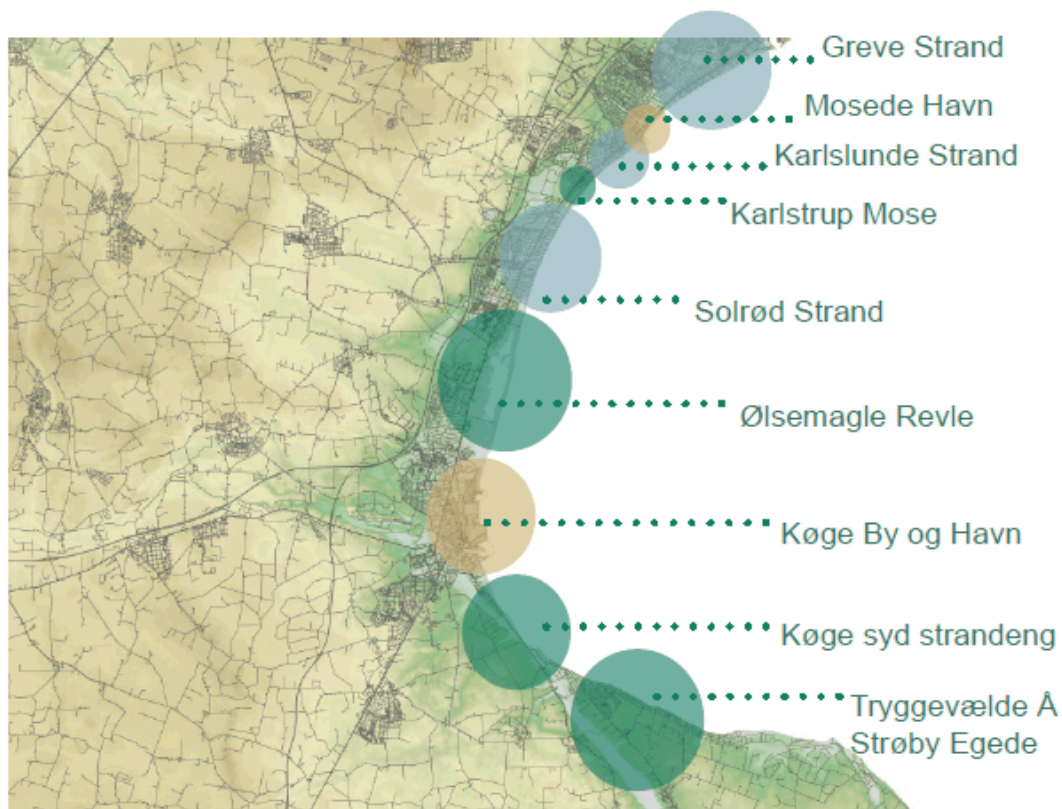 Greve Strand
Mosede Havn
Karlslunde Strand
Karlstrup Mose
Solrød Strand
Ølsemagle Revle
Køge By og Havn
Køge syd strandeng
Tryggevælde Å
Strøby Egede